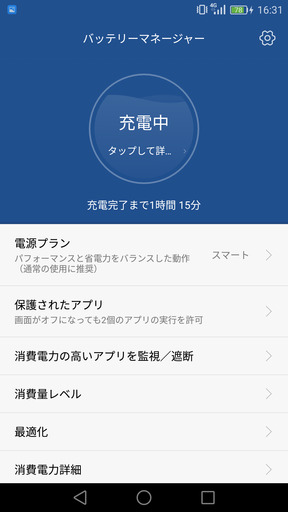 4G 78 16:31
バッテリーマネージャー
充電中
タップして詳...
充電完了まで1時間 15分
電源プラン
パフォーマンスと省電力をバランスした動作
（通常の使用に推奨）
スマート
保護されたアプリ
画面がオフになっても2個のアプリの実行を許可
消費電力の高いアプリを監視／遮断
消費量レベル
最適化
消費電力詳細